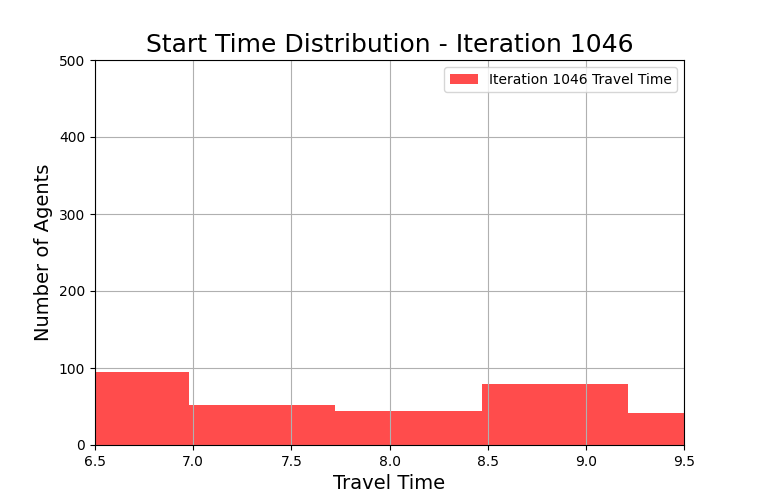 Start Time Distribution - Iteration 1046
Iteration 1046 Travel Time
Number of Agents
500
400
300
200
100
0
6.5 7.0 7.5 8.0 8.5 9.0 9.5
Travel Time